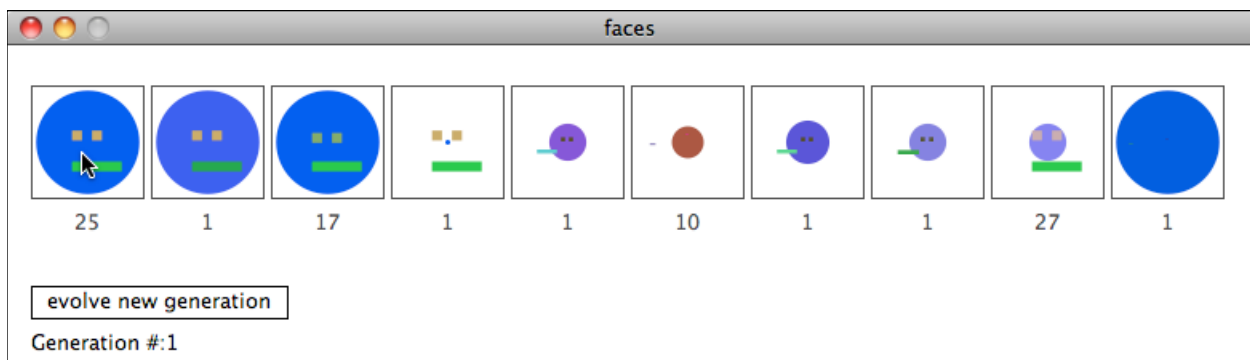 faces
25 1 17 1 1 10 1 1 27 1
evolve new generation
Generation #:1